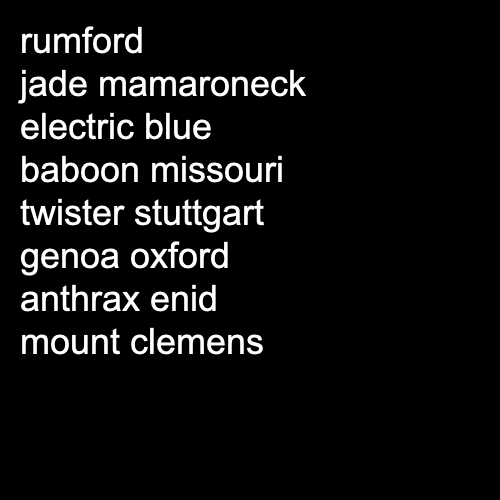 rumford
jade mamaroneck
electric blue
baboon missouri
twister stuttgart
genoa oxford
anthrax enid
mount clemens